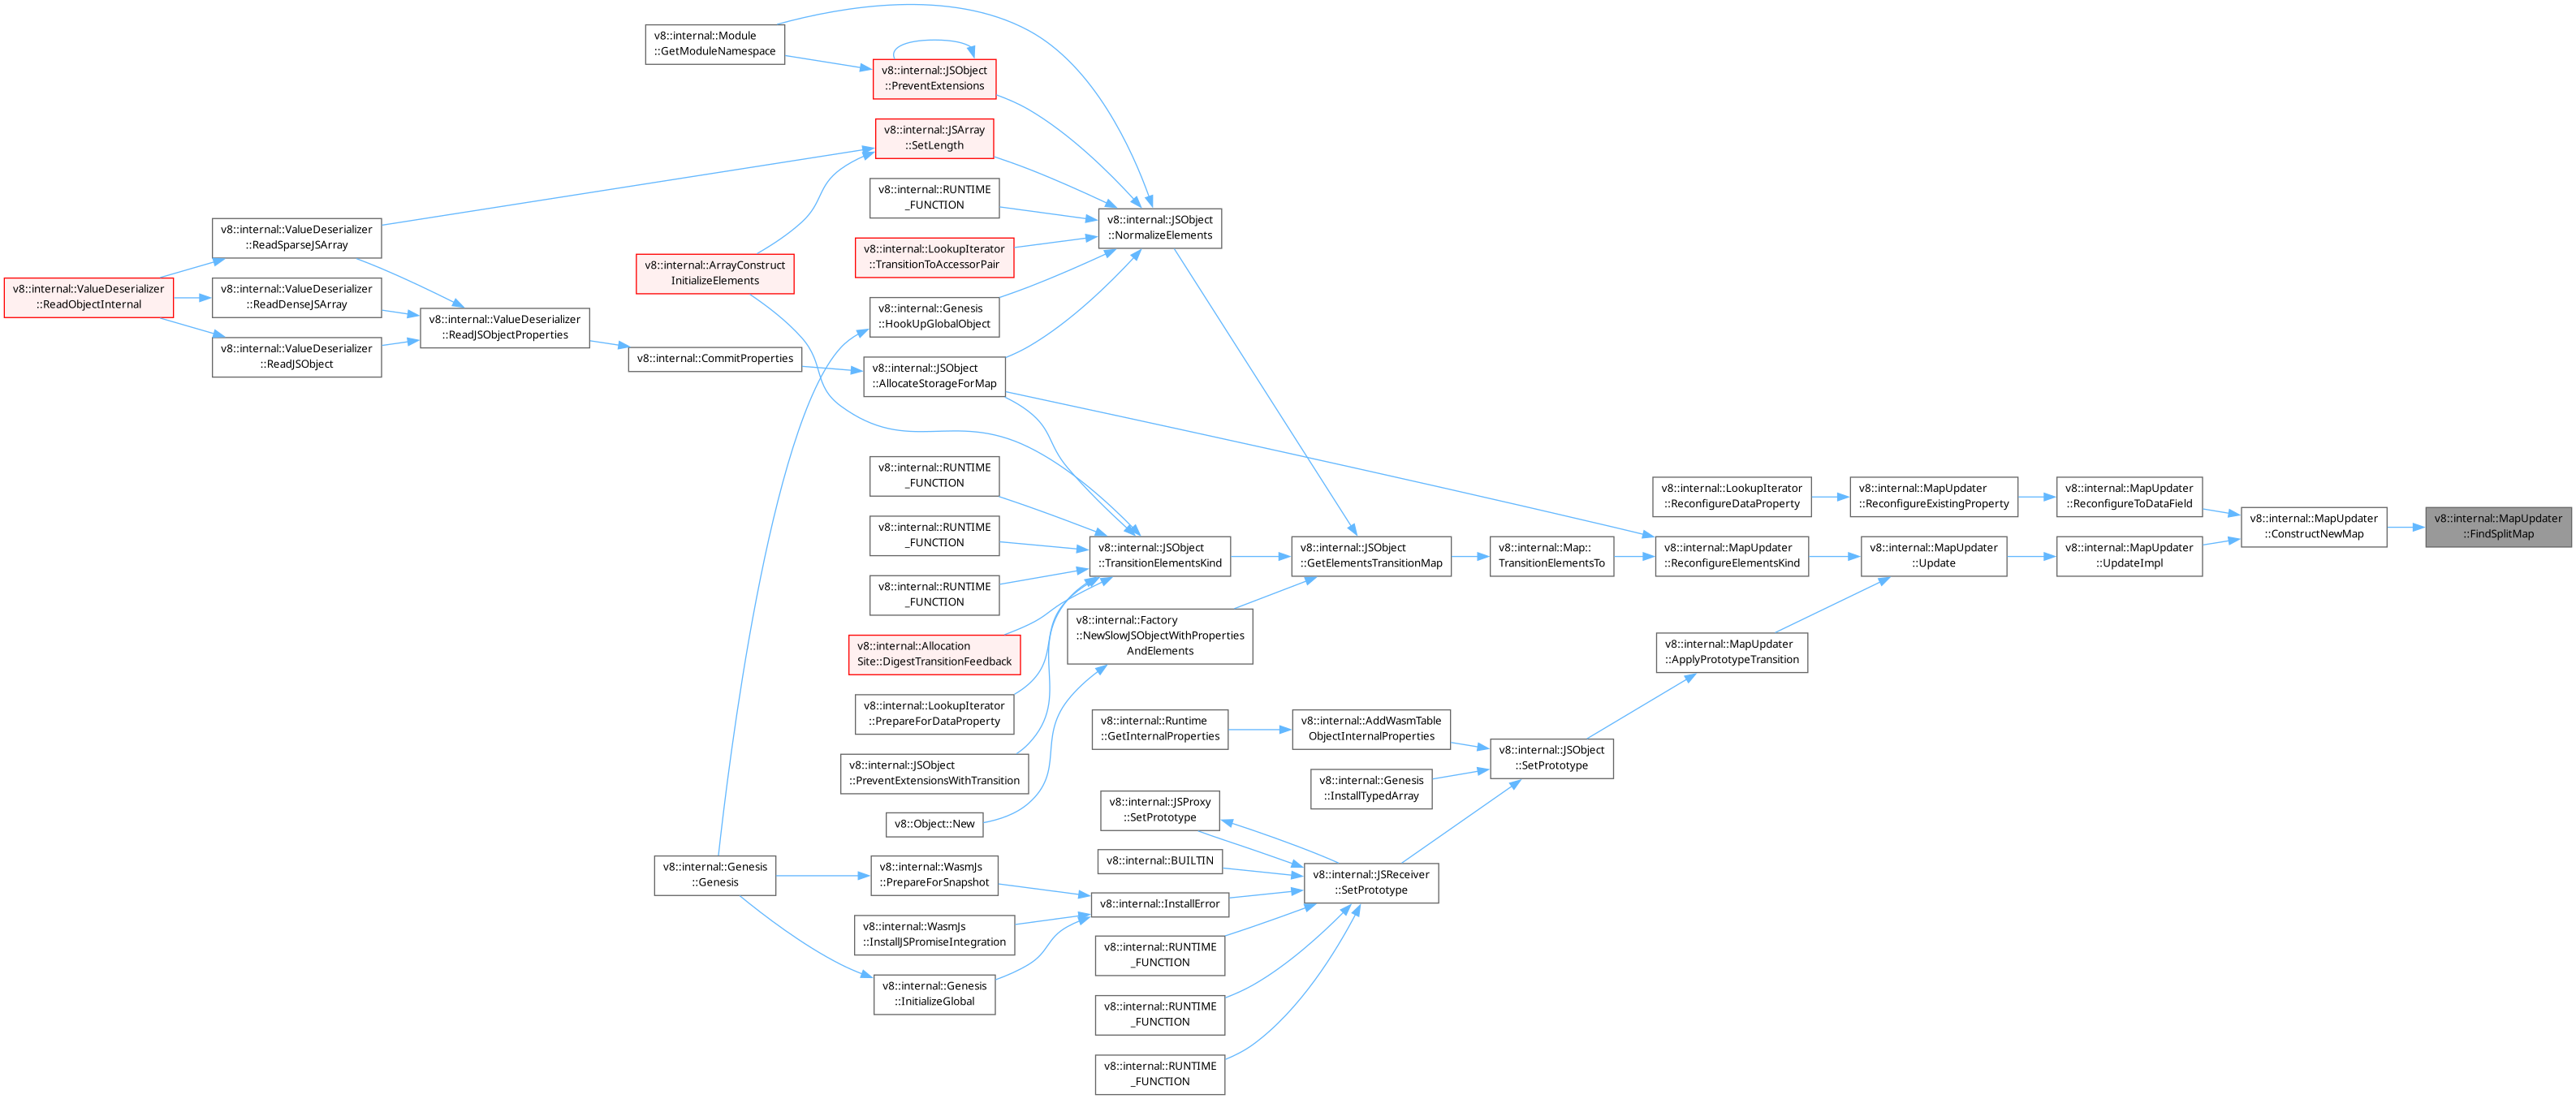 v8::internal::Module
::GetModuleNamespace
v8::internal::JSObject
::PreventExtensions
v8::internal::JSArray
::SetLength
v8::internal::RUNTIME
_FUNCTION
v8::internal::JSObject
::NormalizeElements
v8::internal::ValueDeserializer
::ReadSparseJSArray
v8::internal::LookupIterator
::TransitionToAccessorPair
v8::internal::ArrayConstruct
InitializeElements
v8::internal::ValueDeserializer
::ReadObjectInternal
v8::internal::ValueDeserializer
::ReadDenseJSArray
v8::internal::Genesis
::HookUpGlobalObject
v8::internal::ValueDeserializer
::ReadJSObjectProperties
v8::internal::ValueDeserializer
::ReadJSObject
v8::internal::CommitProperties
v8::internal::JSObject
::AllocateStorageForMap
v8::internal::RUNTIME
_FUNCTION
v8::internal::LookupIterator
::ReconfigureDataProperty
v8::internal::MapUpdater
::ReconfigureExistingProperty
v8::internal::MapUpdater
::ReconfigureToDataField
v8::internal::RUNTIME
_FUNCTION
v8::internal::MapUpdater
::ConstructNewMap
v8::internal::MapUpdater
::FindSplitMap
v8::internal::JSObject
::TransitionElementsKind
v8::internal::JSObject
::GetElementsTransitionMap
v8::internal::Map::
TransitionElementsTo
v8::internal::MapUpdater
::ReconfigureElementsKind
v8::internal::MapUpdater
::Update
v8::internal::MapUpdater
::UpdateImpl
v8::internal::RUNTIME
_FUNCTION
v8::internal::Factory
::NewSlowJSObjectWithProperties
AndElements
v8::internal::Allocation
Site::DigestTransitionFeedback
v8::internal::MapUpdater
::ApplyPrototypeTransition
v8::internal::LookupIterator
::PrepareForDataProperty
v8::internal::Runtime
::GetInternalProperties
v8::internal::AddWasmTable
ObjectInternalProperties
v8::internal::JSObject
::SetPrototype
v8::internal::JSObject
::PreventExtensionsWithTransition
v8::internal::Genesis
::InstallTypedArray
v8::internal::JSProxy
::SetPrototype
v8::Object::New
v8::internal::BUILTIN
v8::internal::Genesis
::Genesis
v8::internal::WasmJs
::PrepareForSnapshot
v8::internal::JSReceiver
::SetPrototype
v8::internal::InstallError
v8::internal::WasmJs
::InstallJSPromiseIntegration
v8::internal::RUNTIME
_FUNCTION
v8::internal::Genesis
::InitializeGlobal
v8::internal::RUNTIME
_FUNCTION
v8::internal::RUNTIME
_FUNCTION